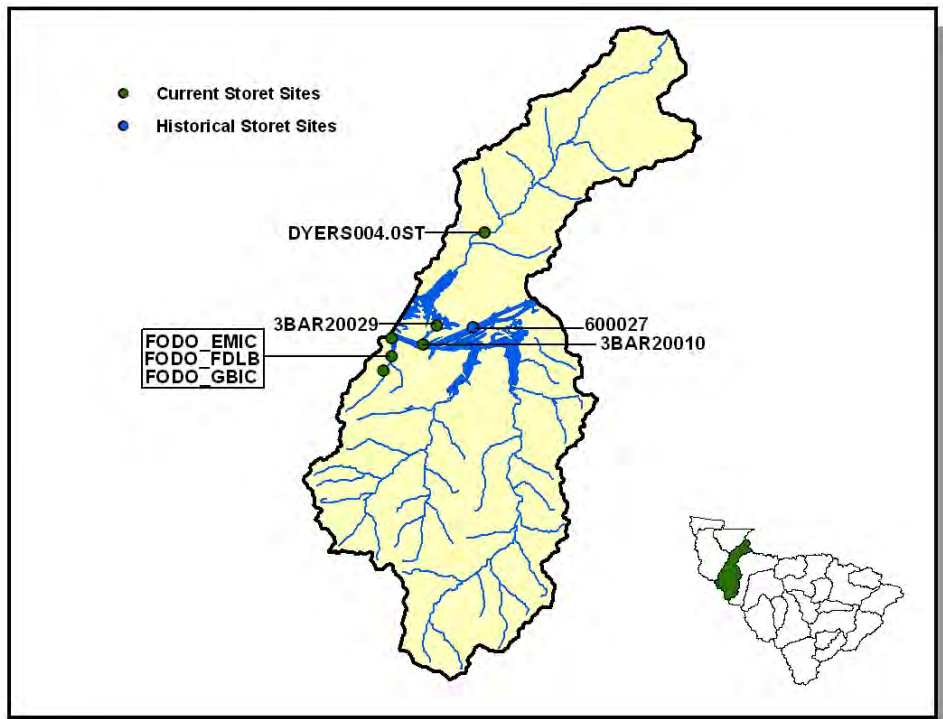 Current Storet Sites
Historical Storet Sites
DYERS004.0ST
3BAR20029
600027
3BAR20010
FODO_EMIC
FODO_FDLB
FODO_GBIC